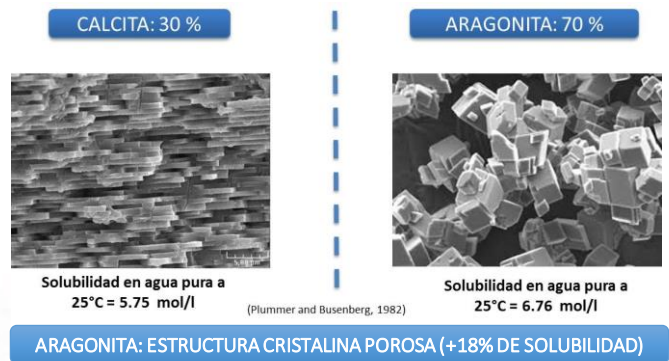 CALCITA: 30 %
ARAGONITA: 70 %
Solubilidad en agua pura a
25°C = 5.75 mol/l
(Plummer and Busenberg, 1982)
Solubilidad en agua pura a
25°C = 6.76 mol/l
ARAGONITA: ESTRUCTURA CRISTALINA POROSA (+18% DE SOLUBILIDAD)